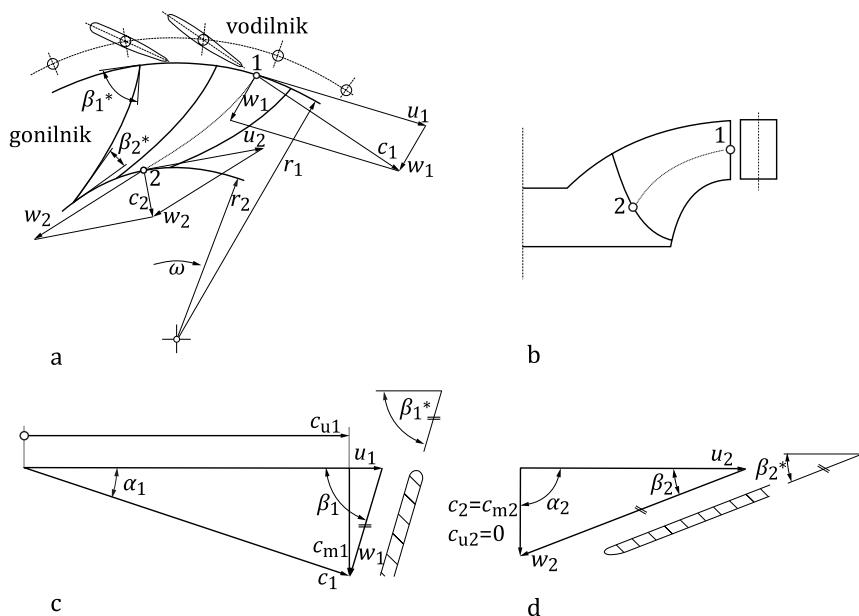 a
vodilnik
gonilnik
β₁*
β₂*
1
2
w₁
u₁
c₁
w₁
u₂
r₁
r₂
c₂
w₂
w₂
ω
b
1
2
c
cᵤ₁
u₁
α₁
β₁
β₁*
cₘ₁
w₁
c₁
d
u₂
β₂
β₂*
α₂
c₂=cₘ₂
cᵤ₂=0
w₂